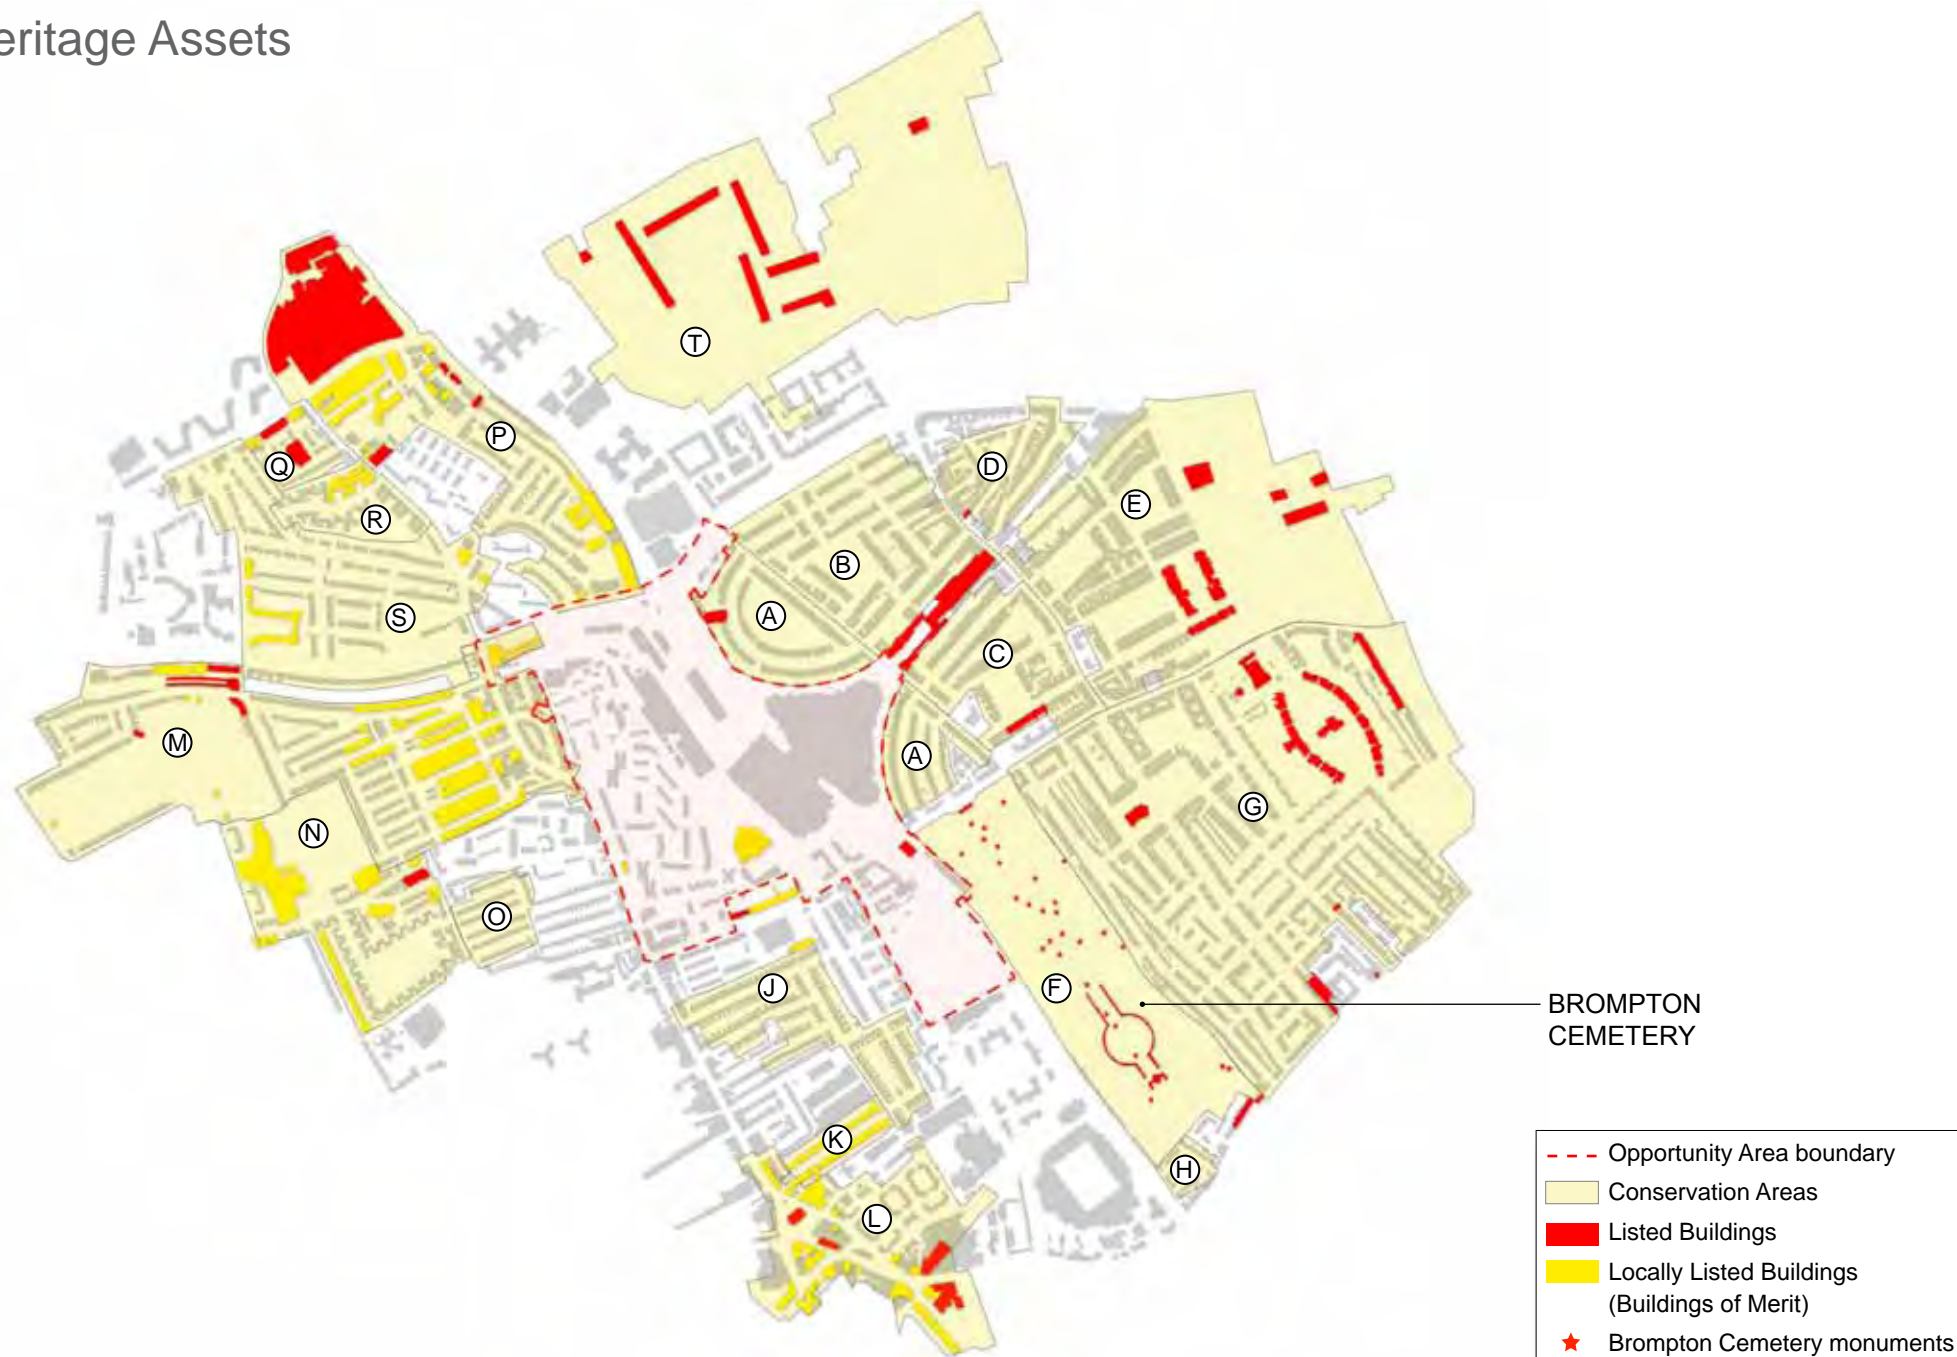 eritage Assets
T
P
Q
R
S
D
E
B
A
C
A
M
N
O
G
F
J
K
L
H
BROMPTON
CEMETERY
Opportunity Area boundary
Conservation Areas
Listed Buildings
Locally Listed Buildings
(Buildings of Merit)
Brompton Cemetery monuments